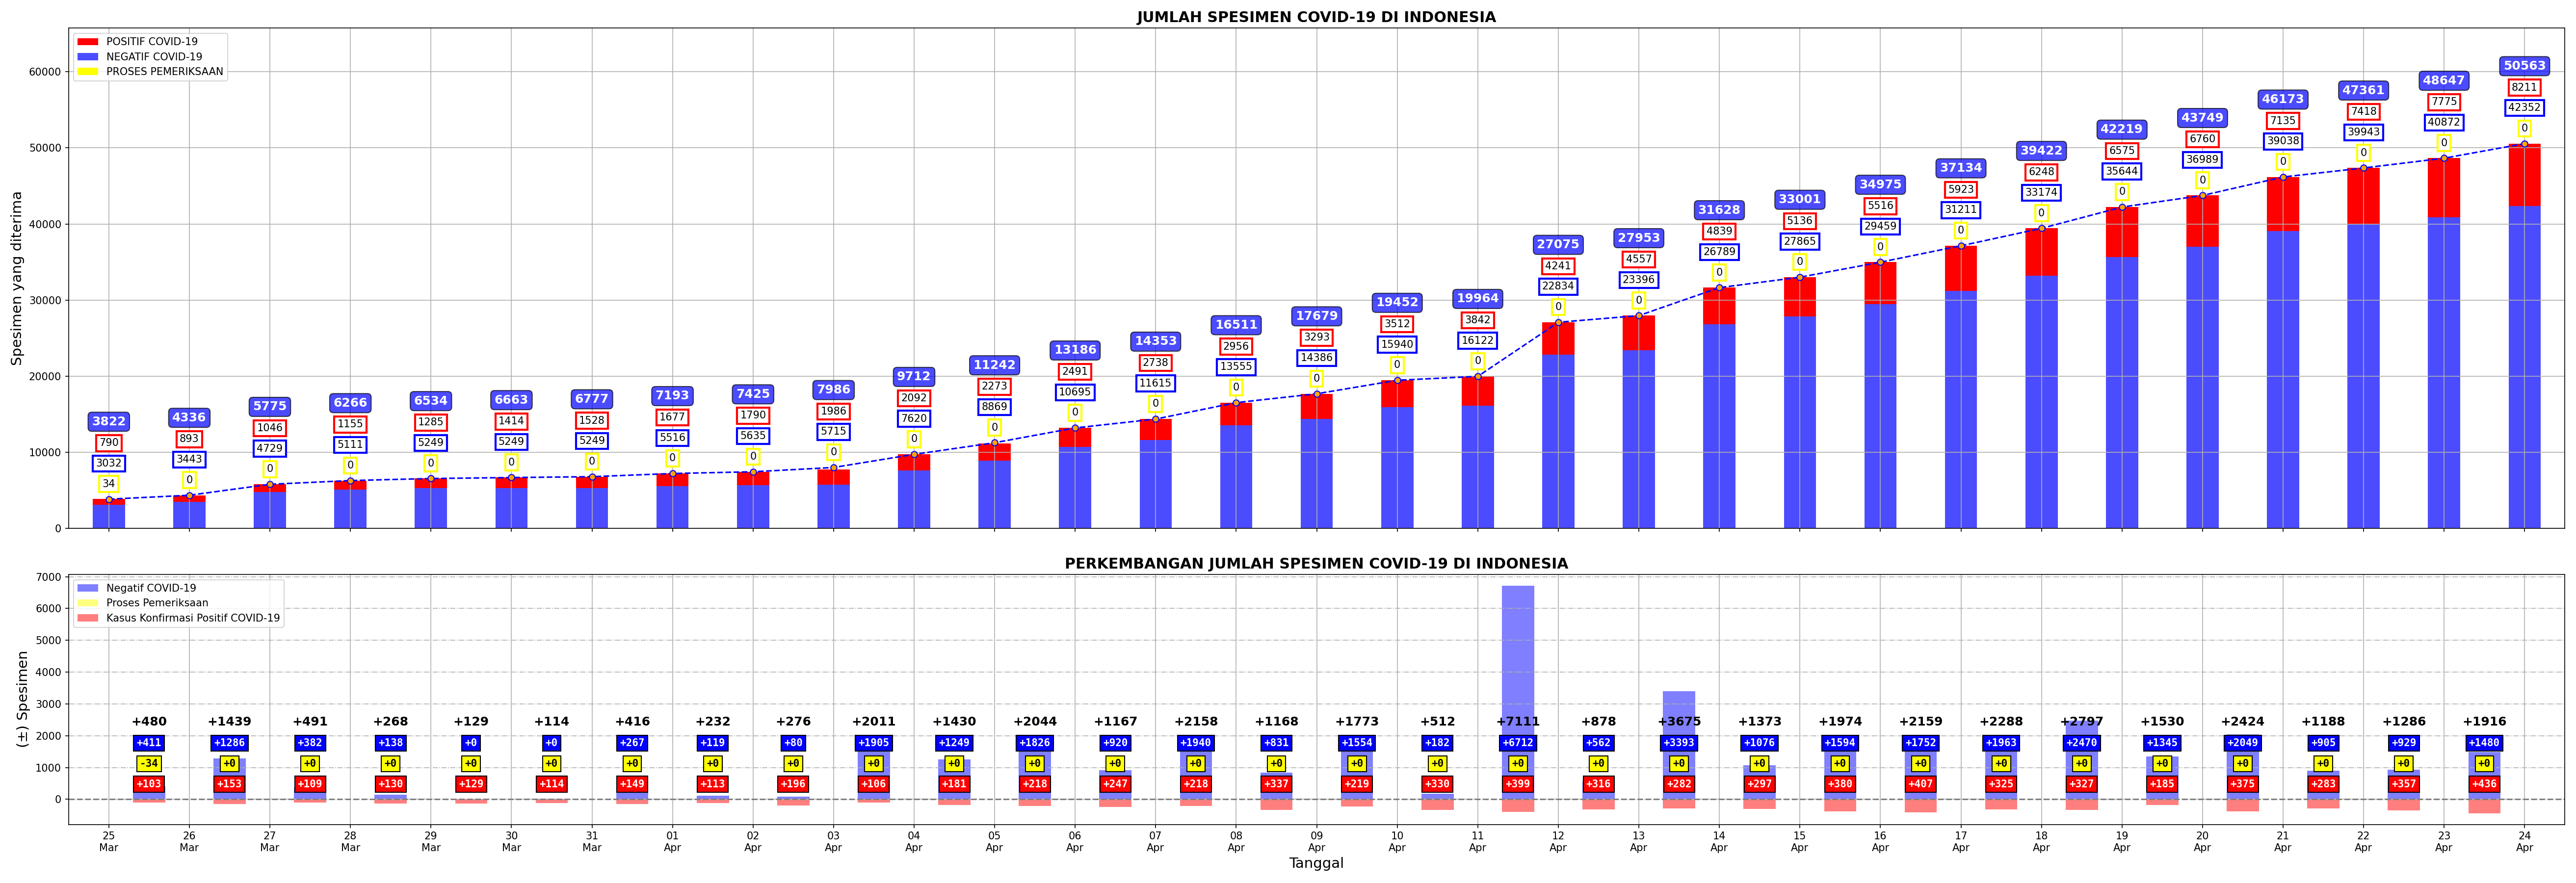 JUMLAH SPESIMEN COVID-19 DI INDONESIA
POSITIF COVID-19
NEGATIF COVID-19
PROSES PEMERIKSAAN
Spesimen yang diterima
60000
50000
40000
30000
20000
10000
0
3822 4336 5775 6266 6534 6663 6777 7193 7425 7986 9712 11242 13186 14353 16511 17679 19452 19964 27075 27953 31628 33001 34975 37134 39422 42219 43749 46173 47361 48647 50563
790 893 1046 1155 1285 1414 1528 1677 1790 1986 2092 2273 2491 2738 2956 3293 3512 3842 4241 4557 4839 5136 5516 5923 6248 6575 6760 7135 7418 7775 8211
3032 3443 4729 5111 5249 5249 5249 5516 5635 5715 7620 8869 10695 11615 13555 14386 15940 16122 22834 23396 26789 27865 29459 31211 33174 35644 36989 39038 39943 40872 42352
34 0 0 0 0 0 0 0 0 0 0 0 0 0 0 0 0 0 0 0 0 0 0 0 0 0 0 0 0 0 0
PERKEMBANGAN JUMLAH SPESIMEN COVID-19 DI INDONESIA
Negatif COVID-19
Proses Pemeriksaan
Kasus Konfirmasi Positif COVID-19
(±) Spesimen
7000
6000
5000
4000
3000
2000
1000
0
+480 +1439 +491 +268 +129 +114 +416 +232 +276 +2011 +1430 +2044 +1167 +2158 +1168 +1773 +512 +7111 +878 +3675 +1373 +1974 +2159 +2288 +2797 +1530 +2424 +1188 +1286 +1916
+411 +1286 +382 +138 +0 +0 +267 +119 +80 +1905 +1249 +1826 +920 +1940 +831 +1554 +182 +6712 +562 +3393 +1076 +1594 +1752 +1963 +2470 +1345 +2049 +905 +929 +1480
-34 +0 +0 +0 +0 +0 +0 +0 +0 +0 +0 +0 +0 +0 +0 +0 +0 +0 +0 +0 +0 +0 +0 +0 +0 +0 +0 +0 +0 +0
+103 +153 +109 +130 +129 +114 +149 +113 +196 +106 +181 +218 +247 +218 +337 +219 +330 +399 +316 +282 +297 +380 +407 +325 +327 +185 +375 +283 +357 +436
25 26 27 28 29 30 31 01 02 03 04 05 06 07 08 09 10 11 12 13 14 15 16 17 18 19 20 21 22 23 24
Mar Mar Mar Mar Mar Mar Mar Apr Apr Apr Apr Apr Apr Apr Apr Apr Apr Apr Apr Apr Apr Apr Apr Apr Apr Apr Apr Apr Apr Apr Apr
Tanggal